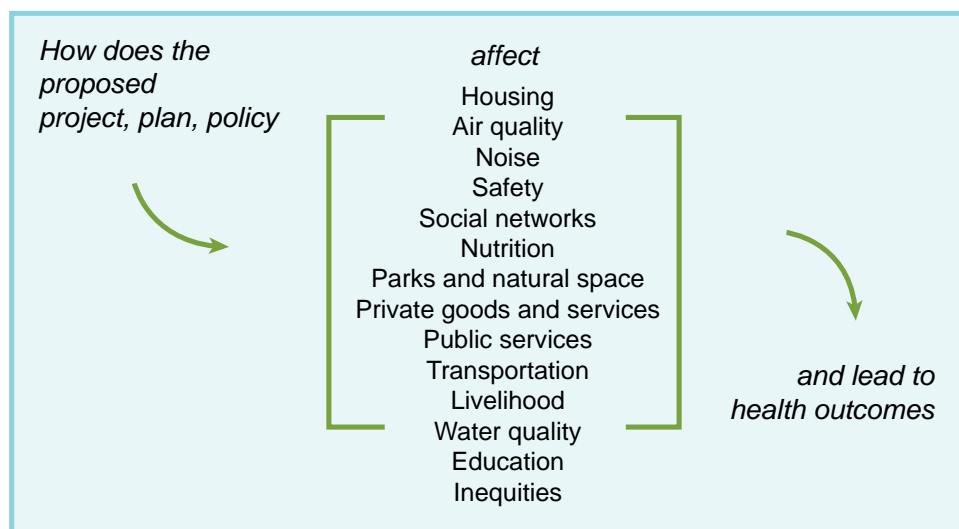 How does the
proposed
project, plan, policy
affect
Housing
Air quality
Noise
Safety
Social networks
Nutrition
Parks and natural space
Private goods and services
Public services
Transportation
Livelihood
Water quality
Education
Inequities
and lead to
health outcomes